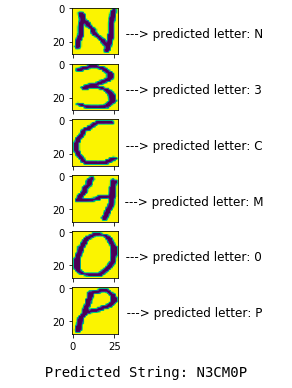 0
20
N ---> predicted letter: N
0
20
3 ---> predicted letter: 3
0
20
C ---> predicted letter: C
0
20
4 ---> predicted letter: M
0
20
O ---> predicted letter: 0
0
20
P ---> predicted letter: P
0 25
Predicted String: N3CM0P